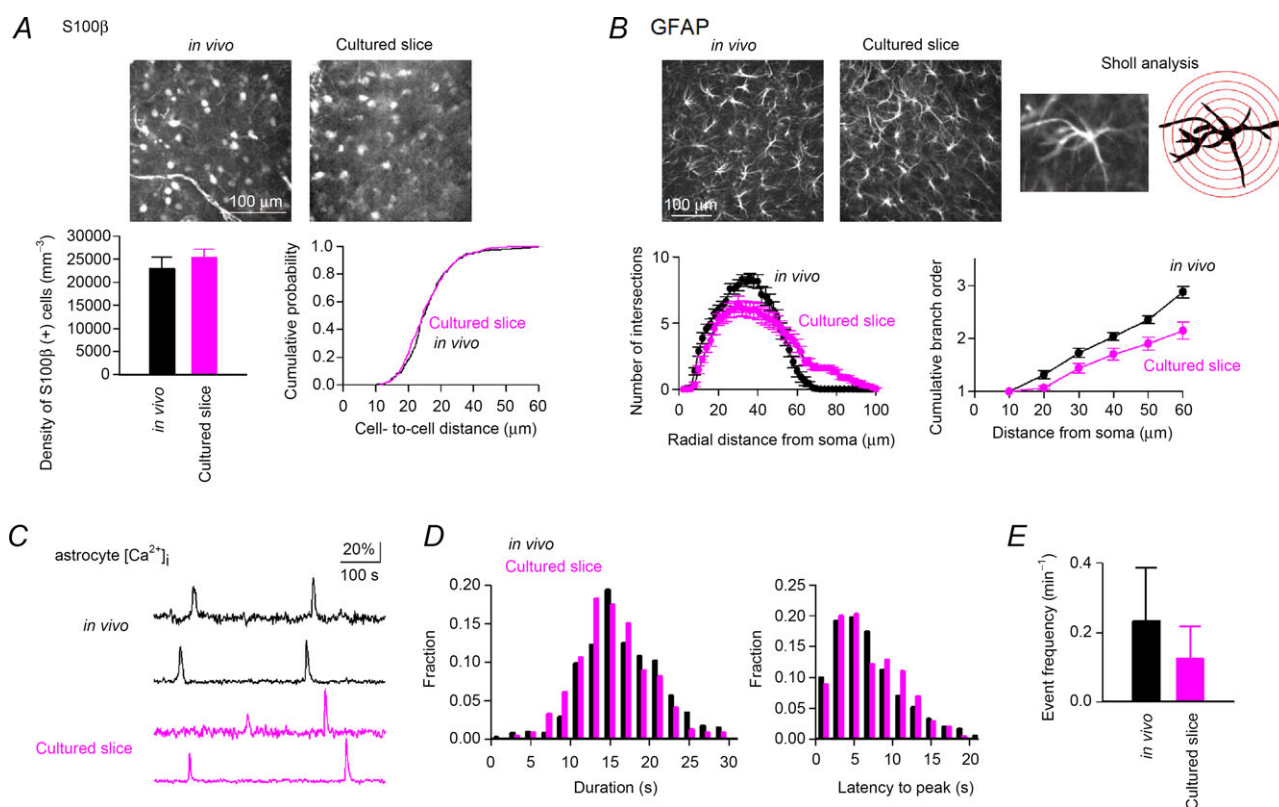 A
S100β
in vivo
Cultured slice
100 μm
30000
25000
20000
15000
10000
5000
0
Density of S100β (+) cells (mm⁻³)
in vivo
Cultured slice
1.0
0.8
0.6
0.4
0.2
0.0
Cumulative probability
Cultured slice
in vivo
0 10 20 30 40 50 60
Cell- to-cell distance (μm)
B
GFAP
in vivo
Cultured slice
100 μm
Sholl analysis
10
5
0
Number of intersections
in vivo
Cultured slice
0 20 40 60 80 100
Radial distance from soma (μm)
3
2
1
Cumulative branch order
in vivo
Cultured slice
0 10 20 30 40 50 60
Distance from soma (μm)
C
astrocyte [Ca²⁺]i
20%
100 s
in vivo
Cultured slice
D
in vivo
Cultured slice
0.20
0.15
0.10
0.05
0.00
Fraction
0 5 10 15 20 25 30
Duration (s)
0.25
0.20
0.15
0.10
0.05
0.00
Fraction
0 5 10 15 20
Latency to peak (s)
E
0.4
0.2
0.0
Event frequency (min⁻¹)
in vivo
Cultured slice